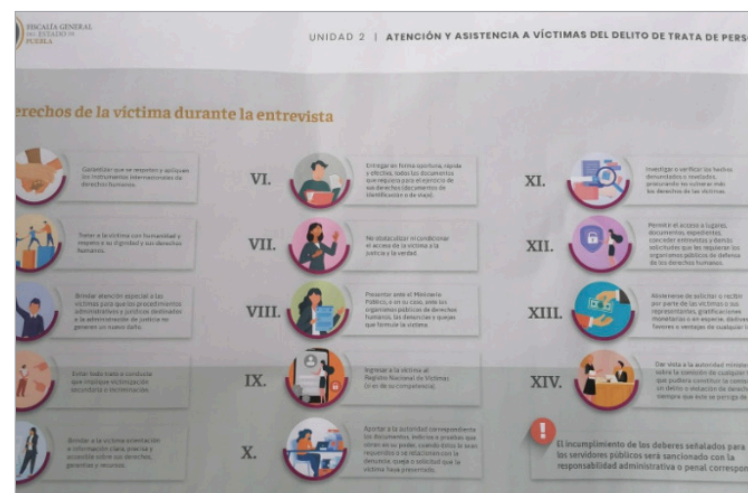 FISCALÍA GENERAL
DEL ESTADO DE
PUEBLA
UNIDAD 2 | ATENCIÓN Y ASISTENCIA A VÍCTIMAS DEL DELITO DE TRATA DE PERSO
erechos de la víctima durante la entrevista
Garantizar que se respeten y apliquen
los instrumentos internacionales de
derechos humanos.
Tratar a la víctima con humanidad y
respeto a su dignidad y sus derechos
humanos.
Brindar atención especial a las
víctimas para que los procedimientos
administrativos y jurídicos destinados
a la administración de justicia no
generen un nuevo daño.
Evitar todo trato o conducta
que implique victimización
secundaria o incriminación.
Brindar a la víctima orientación
e información clara, precisa y
accesible sobre sus derechos,
garantías y recursos.
VI.
Entregar en forma oportuna, rápida
y efectiva, todos los documentos
que requiera para el ejercicio de
sus derechos (documentos de
identificación o de viaje).
VII.
No obstaculizar ni condicionar
el acceso de la víctima a la
justicia y la verdad.
VIII.
Presentar ante el Ministerio
Público, o en su caso, ante los
organismos públicos de derechos
humanos, las denuncias y quejas
que formule la víctima.
IX.
Ingresar a la víctima al
Registro Nacional de Víctimas
(si es de su competencia).
X.
Aportar a la autoridad correspondiente
los documentos, indicios o pruebas que
obren en su poder, cuando éstos le sean
requeridos o se relacionen con la
denuncia, queja o solicitud que la
víctima haya presentado.
XI.
Investigar o verificar los hechos
denunciados o revelados,
procurando no vulnerar más
los derechos de las víctimas.
XII.
Permitir el acceso a lugares,
documentos, expedientes,
conceder entrevistas y demás
solicitudes que les requieran los
organismos públicos de defensa
de los derechos humanos.
XIII.
Abstenerse de solicitar o recibir
por parte de las víctimas o sus
representantes, gratificaciones
monetarias o en especie, dádivas
favores o ventajas de cualquier
XIV.
Dar vista a la autoridad minister
sobre la comisión de cualquier
que pudiera constituir la comis
un delito o violación de derech
siempre que éste se persiga de
El incumplimiento de los deberes señalados para
los servidores públicos será sancionado con la
responsabilidad administrativa o penal correspon